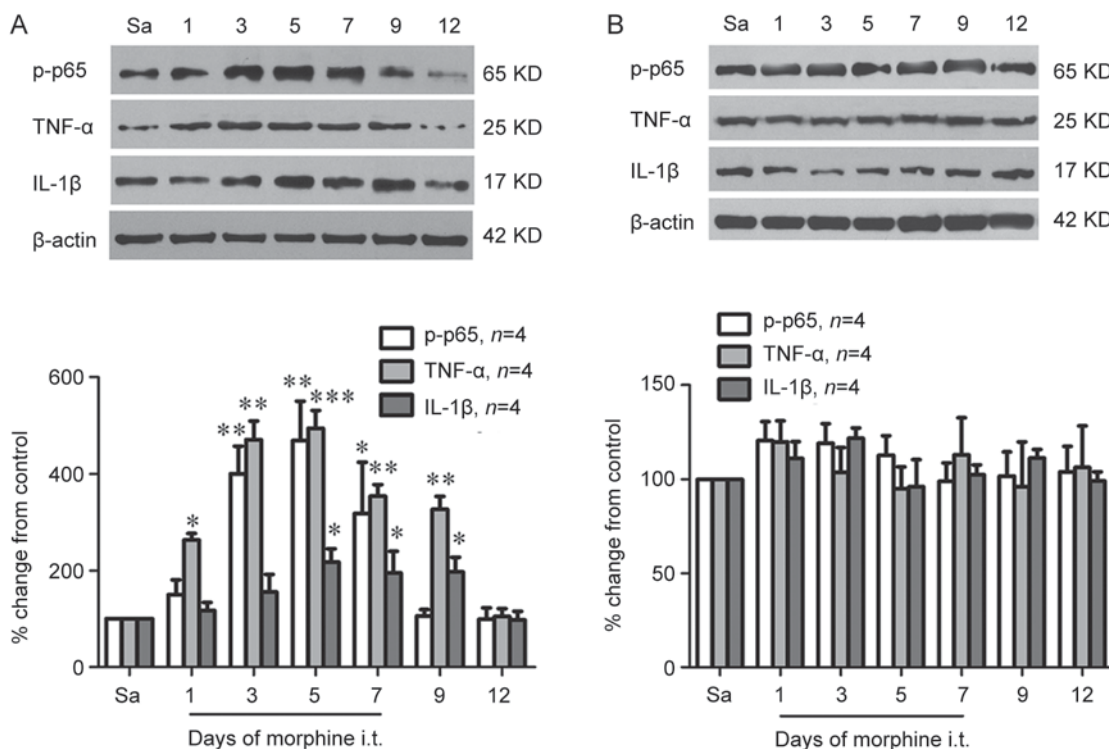 A
Sa 1 3 5 7 9 12
p-p65 65 KD
TNF-α 25 KD
IL-1β 17 KD
β-actin 42 KD
p-p65, n=4
TNF-α, n=4
IL-1β, n=4
% change from control
600
400
200
0
** ** ** *** * ** ** * * * *
Sa 1 3 5 7 9 12
Days of morphine i.t.
B
Sa 1 3 5 7 9 12
p-p65 65 KD
TNF-α 25 KD
IL-1β 17 KD
β-actin 42 KD
p-p65, n=4
TNF-α, n=4
IL-1β, n=4
% change from control
150
100
50
0
Sa 1 3 5 7 9 12
Days of morphine i.t.